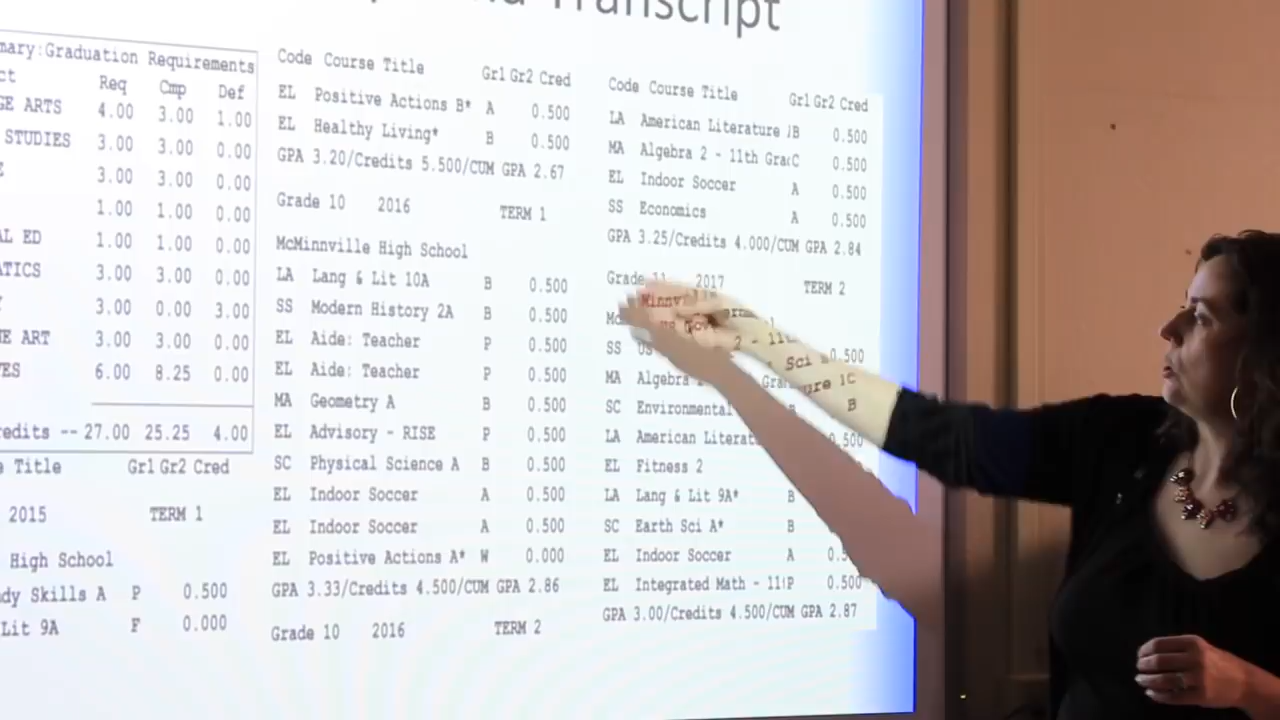 Transcript
mary:Graduation Requirements
Req Cmp Def
GE ARTS 4.00 3.00 1.00
STUDIES 3.00 3.00 0.00
3.00 3.00 0.00
1.00 1.00 0.00
AL ED 1.00 1.00 0.00
ATICS 3.00 3.00 0.00
3.00 0.00 3.00
NE ART 3.00 3.00 0.00
ES 6.00 8.25 0.00
redits -- 27.00 25.25 4.00
e Title Gr1 Gr2 Cred
2015 TERM 1
High School
dy Skills A P 0.500
Lit 9A F 0.000
Code Course Title Gr1 Gr2 Cred
EL Positive Actions B* A 0.500
EL Healthy Living* B 0.500
GPA 3.20/Credits 5.500/CUM GPA 2.67
Grade 10 2016 TERM 1
McMinnville High School
LA Lang & Lit 10A B 0.500
SS Modern History 2A B 0.500
EL Aide: Teacher P 0.500
EL Aide: Teacher P 0.500
MA Geometry A B 0.500
EL Advisory - RISE P 0.500
SC Physical Science A B 0.500
EL Indoor Soccer A 0.500
EL Indoor Soccer A 0.500
EL Positive Actions A* W 0.000
GPA 3.33/Credits 4.500/CUM GPA 2.86
Grade 10 2016 TERM 2
Code Course Title Gr1 Gr2 Cred
LA American Literature B 0.500
MA Algebra 2 - 11th Gra C 0.500
EL Indoor Soccer A 0.500
SS Economics A 0.500
GPA 3.25/Credits 4.000/CUM GPA 2.84
Grade 11 2017 TERM 2
SS US 0.500
MA Algebra
SC Environmental
LA American Literat 0.500
EL Fitness 2
LA Lang & Lit 9A* B
SC Earth Sci A* B
EL Indoor Soccer A 0.5
EL Integrated Math - 11 P 0.500
GPA 3.00/Credits 4.500/CUM GPA 2.87